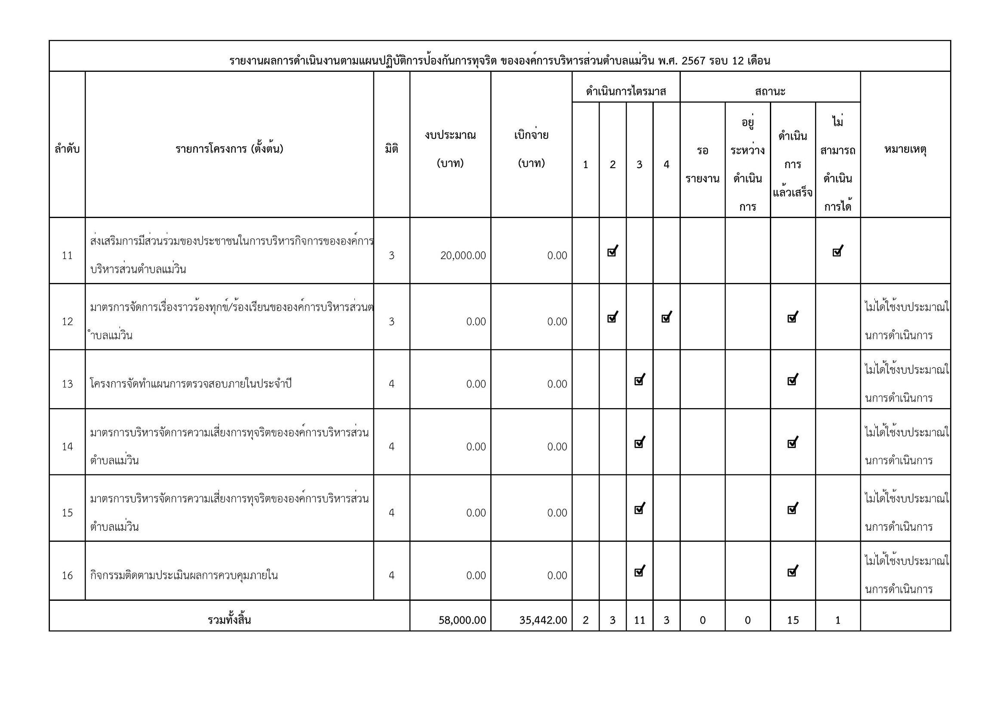 รายงานผลการดำเนินงานตามแผนปฏิบัติการป้องกันการทุจริต ขององค์การบริหารส่วนตำบลแม่วิน พ.ศ. 2567 รอบ 12 เดือน
ลำดับ รายการโครงการ (ตั้งต้น) มิติ งบประมาณ (บาท) เบิกจ่าย (บาท) ดำเนินการไตรมาส สถานะ หมายเหตุ
1 2 3 4 รอ รายงาน อยู่ ระหว่าง ดำเนิน การ ดำเนิน การ แล้วเสร็จ ไม่ สามารถ ดำเนิน การได้
11 ส่งเสริมการมีส่วนร่วมของประชาชนในการบริหารกิจการขององค์การ
บริหารส่วนตำบลแม่วิน 3 20,000.00 0.00 ☑ ☑
12 มาตรการจัดการเรื่องราวร้องทุกข์/ร้องเรียนขององค์การบริหารส่วนต
ำบลแม่วิน 3 0.00 0.00 ☑ ☑ ☑ ไม่ได้ใช้งบประมาณใ
นการดำเนินการ
13 โครงการจัดทำแผนการตรวจสอบภายในประจำปี 4 0.00 0.00 ☑ ☑ ไม่ได้ใช้งบประมาณใ
นการดำเนินการ
14 มาตรการบริหารจัดการความเสี่ยงการทุจริตขององค์การบริหารส่วน
ตำบลแม่วิน 4 0.00 0.00 ☑ ☑ ไม่ได้ใช้งบประมาณใ
นการดำเนินการ
15 มาตรการบริหารจัดการความเสี่ยงการทุจริตขององค์การบริหารส่วน
ตำบลแม่วิน 4 0.00 0.00 ☑ ☑ ไม่ได้ใช้งบประมาณใ
นการดำเนินการ
16 กิจกรรมติดตามประเมินผลการควบคุมภายใน 4 0.00 0.00 ☑ ☑ ไม่ได้ใช้งบประมาณใ
นการดำเนินการ
รวมทั้งสิ้น 58,000.00 35,442.00 2 3 11 3 0 0 15 1